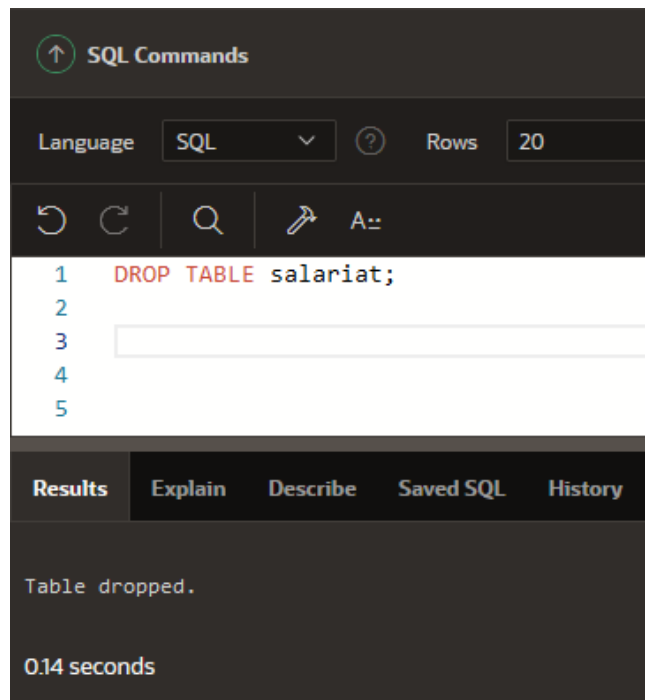 SQL Commands
Language SQL Rows 20
A
1 DROP TABLE salariat;
2
3
4
5
Results Explain Describe Saved SQL History
Table dropped.
0.14 seconds